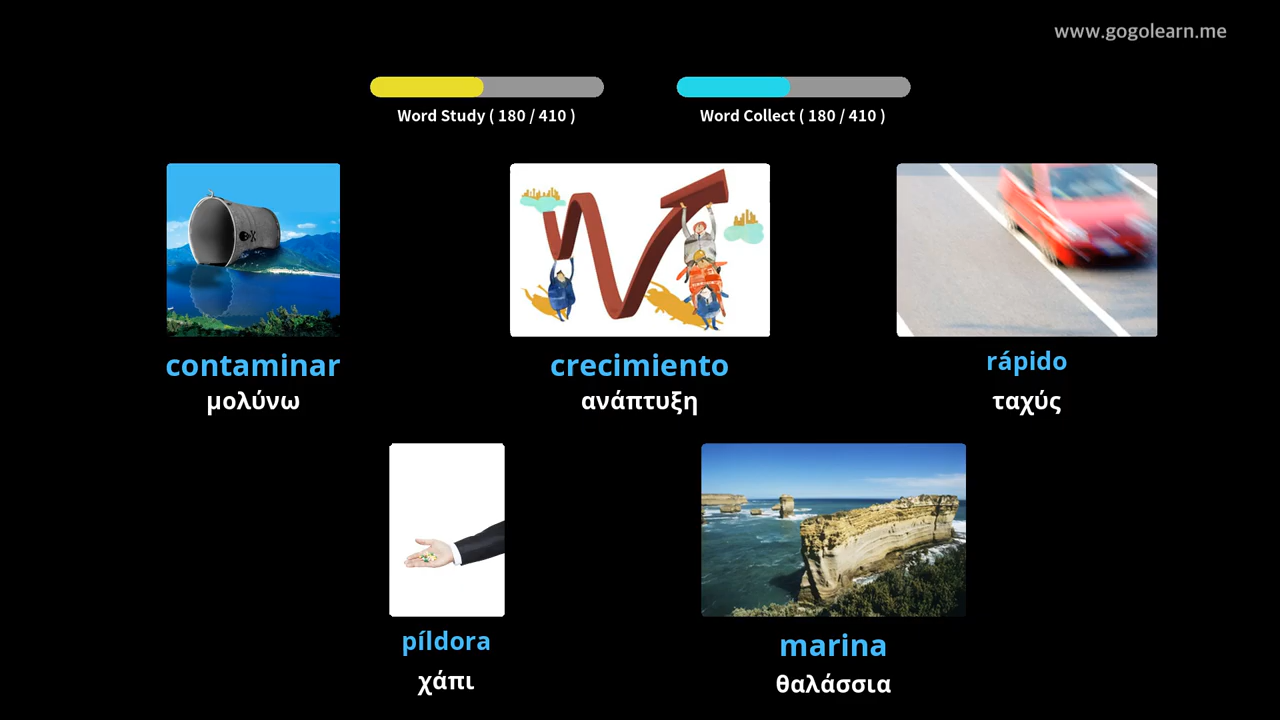 www.gogolearn.me
Word Study ( 180 / 410 )
Word Collect ( 180 / 410 )
contaminar
μολύνω
crecimiento
ανάπτυξη
rápido
ταχύς
píldora
χάπι
marina
θαλάσσια